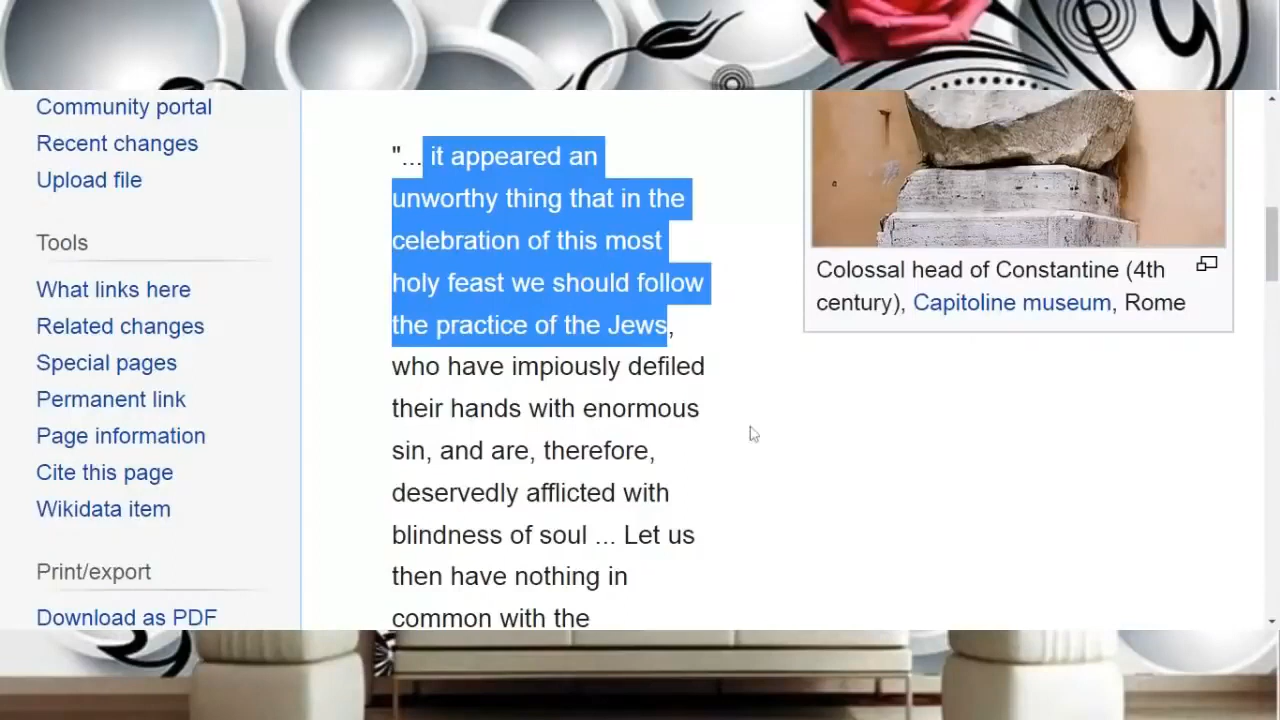 Community portal
Recent changes
Upload file
Tools
What links here
Related changes
Special pages
Permanent link
Page information
Cite this page
Wikidata item
Print/export
Download as PDF
"... it appeared an
unworthy thing that in the
celebration of this most
holy feast we should follow
the practice of the Jews,
who have impiously defiled
their hands with enormous
sin, and are, therefore,
deservedly afflicted with
blindness of soul ... Let us
then have nothing in
common with the
Colossal head of Constantine (4th
century), Capitoline museum, Rome